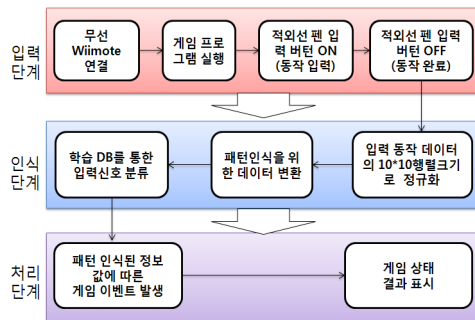 입력
단계
무선
Wiimote
연결
게임 프로
그램 실행
적외선 펜 입
력 버턴 ON
(동작 입력)
적외선 펜 입력
버턴 OFF
(동작 완료)
인식
단계
학습 DB를 통한
입력신호 분류
패턴인식을 위
한 데이터 변환
입력 동작 데이터
의 10*10행렬크기
로 정규화
처리
단계
패턴 인식된 정보
값에 따른
게임 이벤트 발생
게임 상태
결과 표시